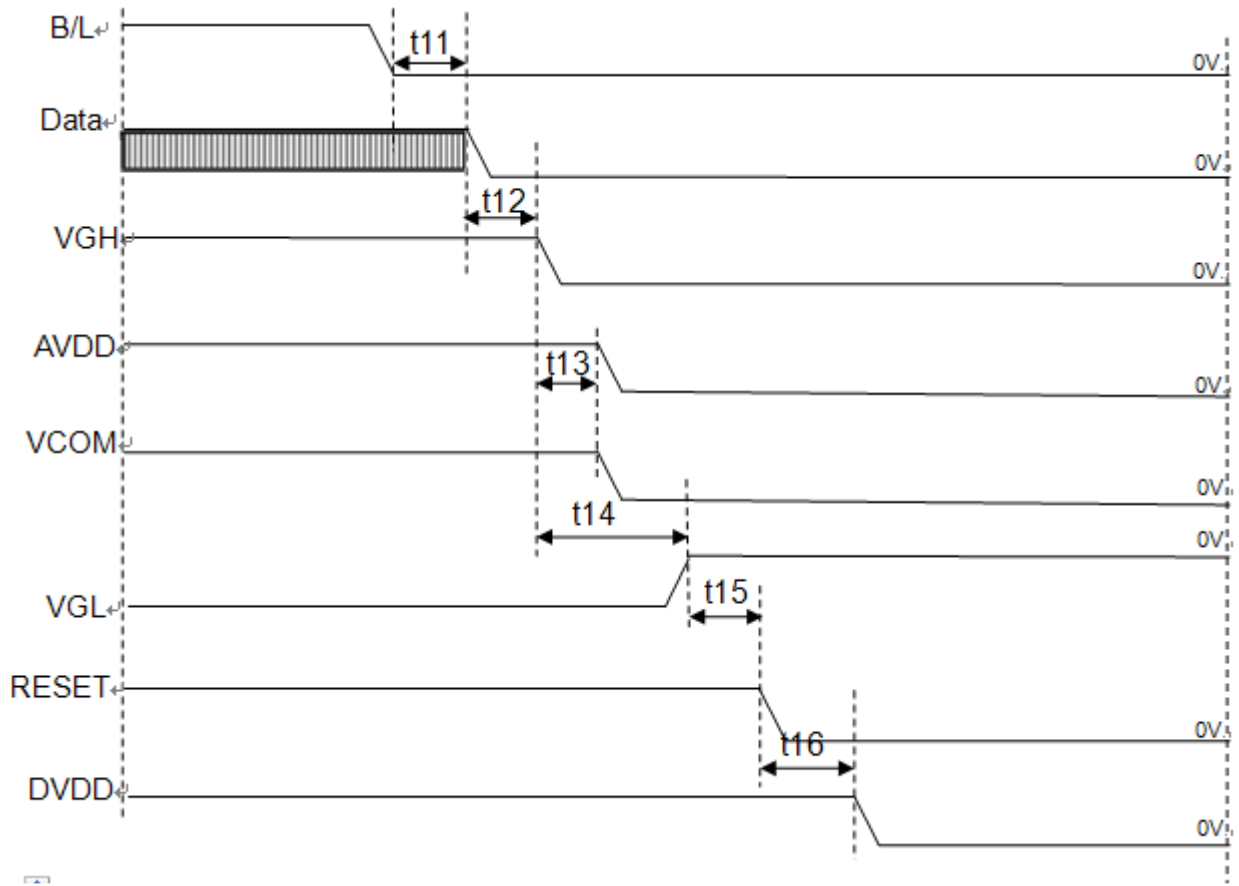 B/L
t11
0V
Data
0V
t12
VGH
0V
AVDD
t13
0V
VCOM
0V
t14
0V
VGL
t15
RESET
0V
t16
DVDD
0V